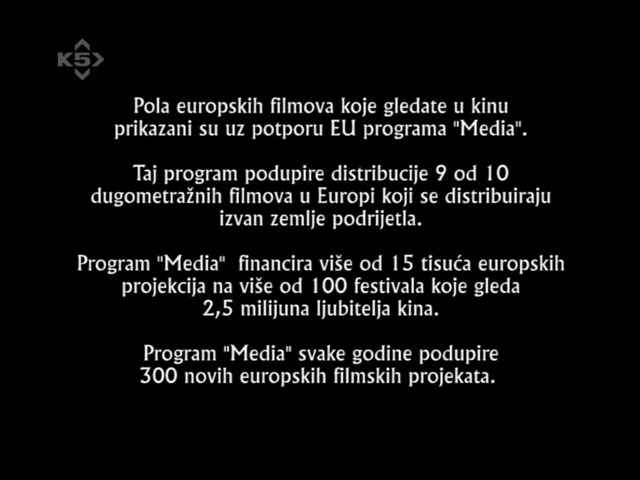 K5
Pola europskih filmova koje gledate u kinu
prikazani su uz potporu EU programa "Media".
Taj program podupire distribucije 9 od 10
dugometražnih filmova u Europi koji se distribuiraju
izvan zemlje podrijetla.
Program "Media"  financira više od 15 tisuća europskih
projekcija na više od 100 festivala koje gleda
2,5 milijuna ljubitelja kina.
Program "Media" svake godine podupire
300 novih europskih filmskih projekata.